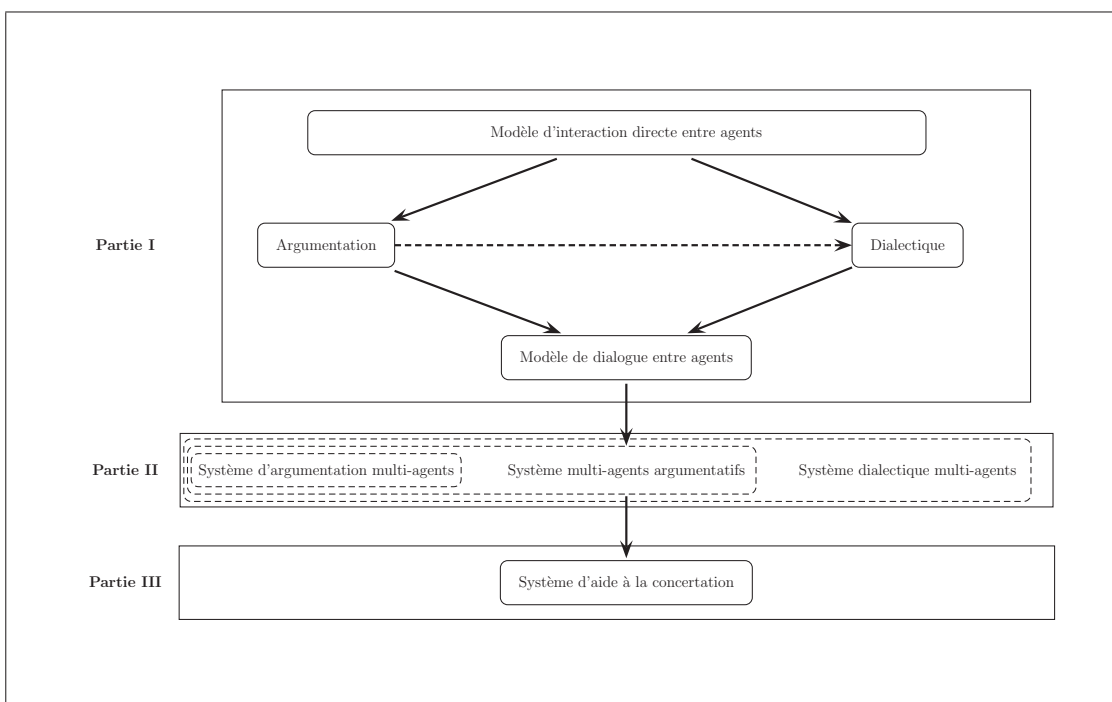 Modèle d'interaction directe entre agents
Partie I
Argumentation
Dialectique
Modèle de dialogue entre agents
Partie II
Système d'argumentation multi-agents
Système multi-agents argumentatifs
Système dialectique multi-agents
Partie III
Système d'aide à la concertation